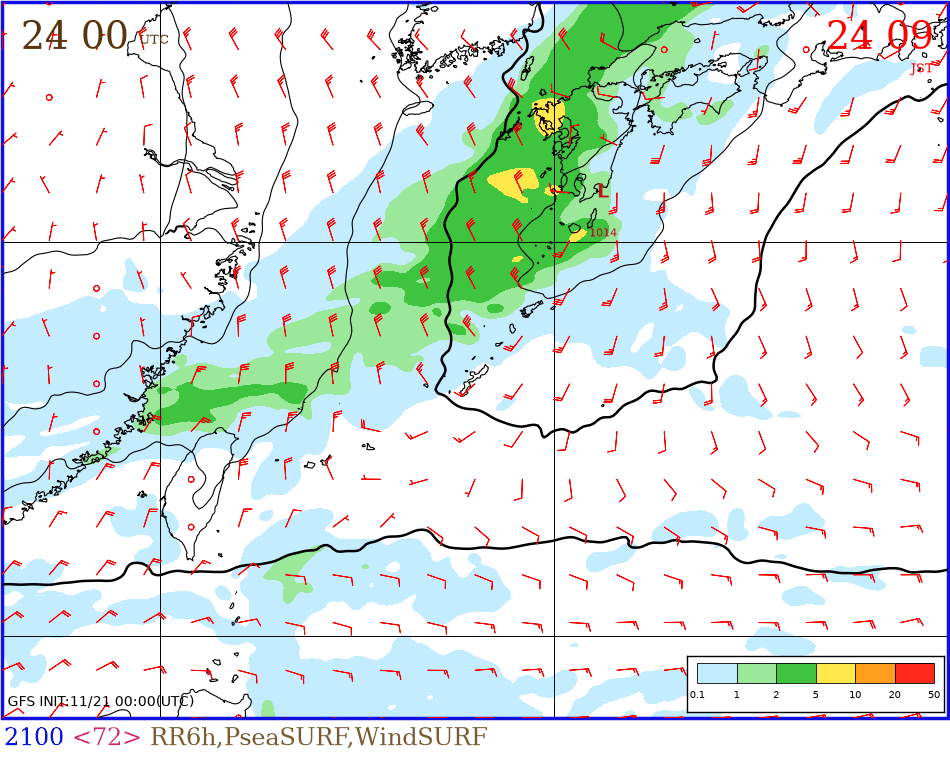 24 00 UTC
24 09
JST
L
1014
0.1 1 2 5 10 20 50
GFS INIT:11/21 00:00(UTC)
2100 <72> RR6h,PseaSURF,WindSURF